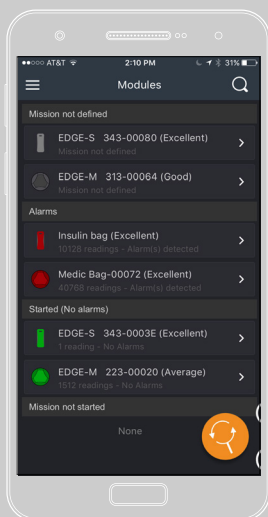 AT&T 2:10 PM 31%
Modules
Mission not defined
EDGE-S 343-00080 (Excellent)
Mission not defined
EDGE-M 313-00064 (Good)
Mission not defined
Alarms
Insulin bag (Excellent)
10128 readings - Alarm(s) detected
Medic Bag-00072 (Excellent)
40768 readings - Alarm(s) detected
Started (No alarms)
EDGE-S 343-0003E (Excellent)
1 reading - No Alarms
EDGE-M 223-00020 (Average)
1512 readings - No Alarms
Mission not started
None